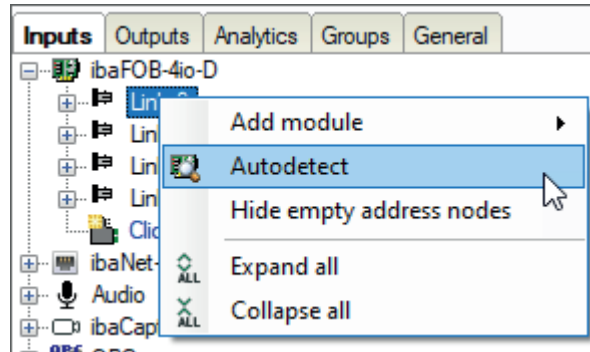 Inputs Outputs Analytics Groups General
ibaFOB-4io-D
Add module
Autodetect
Hide empty address nodes
ibaNet-
Expand all
ALL
Audio
Collapse all
ALL
ibaCap